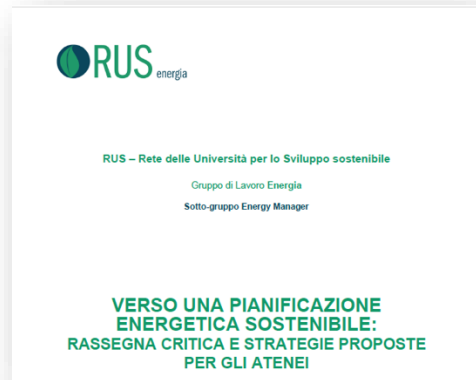 RUS energia
RUS – Rete delle Università per lo Sviluppo sostenibile
Gruppo di Lavoro Energia
Sotto-gruppo Energy Manager
VERSO UNA PIANIFICAZIONE
ENERGETICA SOSTENIBILE:
RASSEGNA CRITICA E STRATEGIE PROPOSTE
PER GLI ATENEI